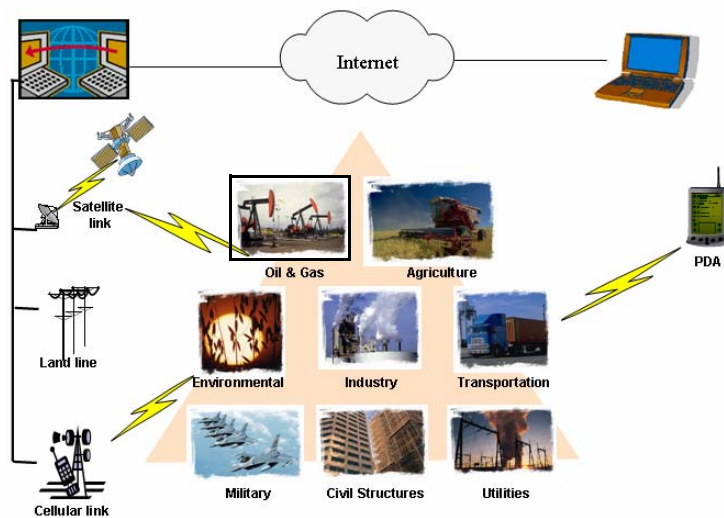 Internet
Satellite
link
Oil & Gas
Agriculture
PDA
Land line
Environmental
Industry
Transportation
Cellular link
Military
Civil Structures
Utilities